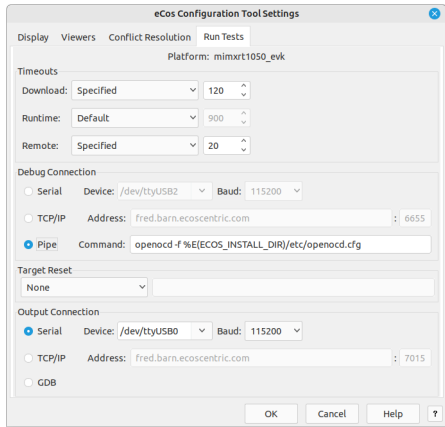 eCos Configuration Tool Settings
Display Viewers Conflict Resolution Run Tests
Platform: mimxrt1050_evk
Timeouts
Download: Specified 120
Runtime: Default 900
Remote: Specified 20
Debug Connection
Serial Device: /dev/ttyUSB2 Baud: 115200
TCP/IP Address: fred.barn.ecoscentric.com : 6655
Pipe Command: openocd -f %E(ECOS_INSTALL_DIR)/etc/openocd.cfg
Target Reset
None
Output Connection
Serial Device: /dev/ttyUSB0 Baud: 115200
TCP/IP Address: fred.barn.ecoscentric.com : 7015
GDB
OK Cancel Help ?